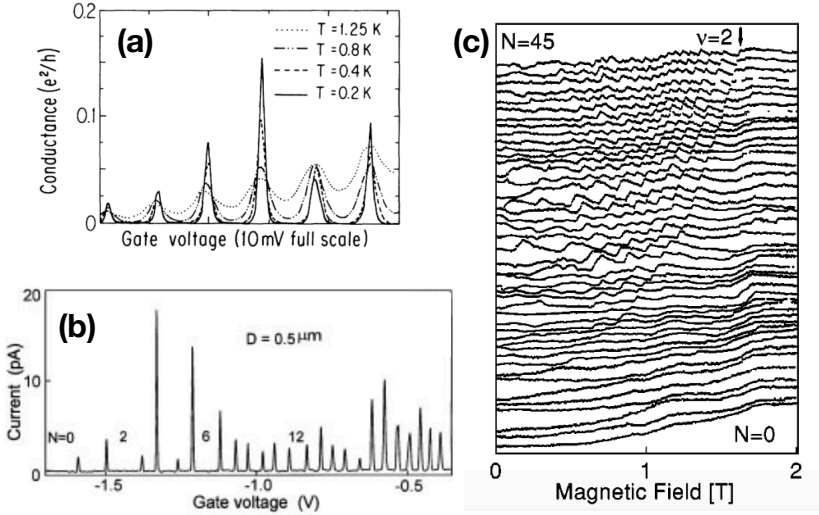 (a)
Conductance (e²/h)
0.2
0.1
0
T = 1.25 K
T = 0.8 K
T = 0.4 K
T = 0.2 K
Gate voltage (10 mV full scale)
(b)
Current (pA)
20
10
0
D = 0.5 μm
N=0 2 6 12
-1.5 -1.0 -0.5
Gate voltage (V)
(c)
N=45
ν=2
N=0
0 1 2
Magnetic Field [T]